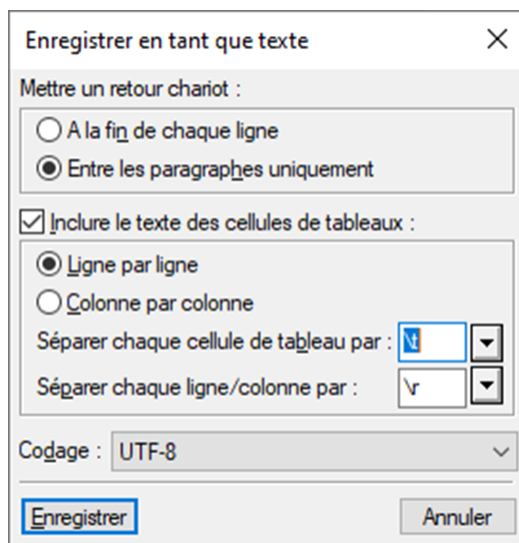 Enregistrer en tant que texte
Mettre un retour chariot :
A la fin de chaque ligne
Entre les paragraphes uniquement
Inclure le texte des cellules de tableaux :
Ligne par ligne
Colonne par colonne
Séparer chaque cellule de tableau par : \t
Séparer chaque ligne/colonne par : \r
Codage : UTF-8
Enregistrer Annuler